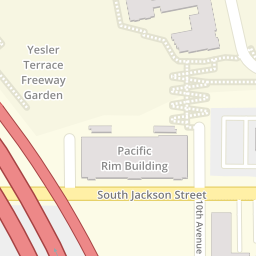 Yesler
Terrace
Freeway
Garden
Pacific
Rim Building
South Jackson Street
10th Avenue